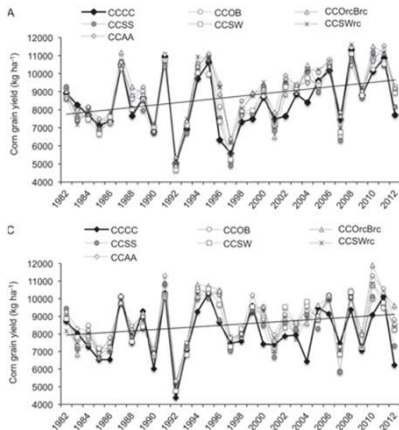 A
CCCC CCOB CCOrcBrc
CCSS CCSW CCSWrc
CCAA
Corn grain yield (kg ha⁻¹)
12000
11000
10000
9000
8000
7000
6000
5000
4000
1982 1984 1986 1988 1990 1992 1994 1996 1998 2000 2002 2004 2006 2008 2010 2012
C
CCCC CCOB CCOrcBrc
CCSS CCSW CCSWrc
CCAA
Corn grain yield (kg ha⁻¹)
12000
11000
10000
9000
8000
7000
6000
5000
4000
1982 1984 1986 1988 1990 1992 1994 1996 1998 2000 2002 2004 2006 2008 2010 2012